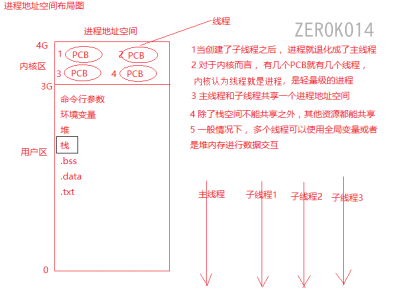 进程地址空间布局图
线程
ZEROK014
进程地址空间
4G
1 PCB
2 PCB
内核区
3 PCB
4 PCB
3G
命令行参数
环境变量
堆
栈
用户区
.bss
.data
.txt
0
1当创建了子线程之后，进程就退化成了主线程
2 对于内核而言，有几个PCB就有几个线程，
内核认为线程就是进程，是轻量级的进程
3 主线程和子线程共享一个进程地址空间
4 除了栈空间不能共享之外，其他资源都能共享
5 一般情况下，多个线程可以使用全局变量或者
是堆内存进行数据交互
主线程
子线程1
子线程2
子线程3